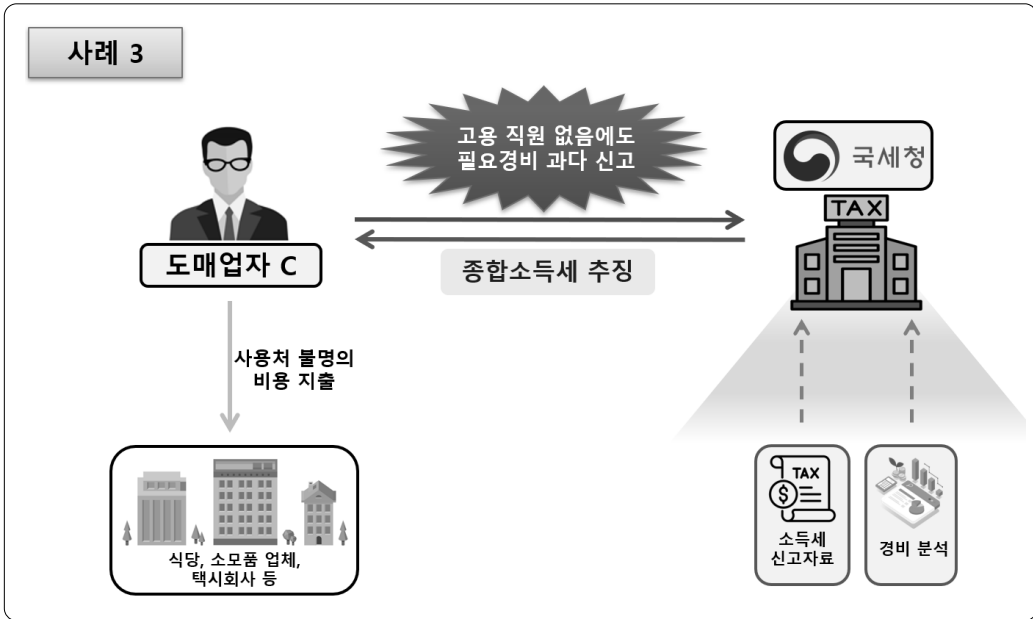 사례 3
고용 직원 없음에도
필요경비 과다 신고
국세청
TAX
도매업자 C
종합소득세 추징
사용처 불명의
비용 지출
식당, 소모품 업체,
택시회사 등
TAX
$
소득세
신고자료
경비 분석